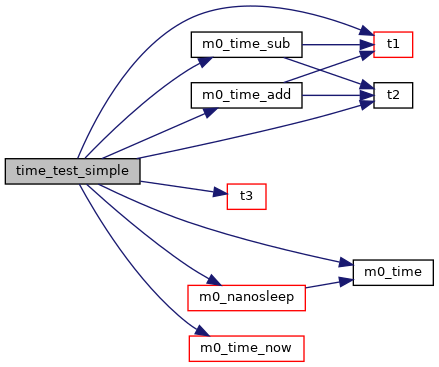 m0_time_sub
t1
m0_time_add
t2
time_test_simple
t3
m0_time
m0_nanosleep
m0_time_now